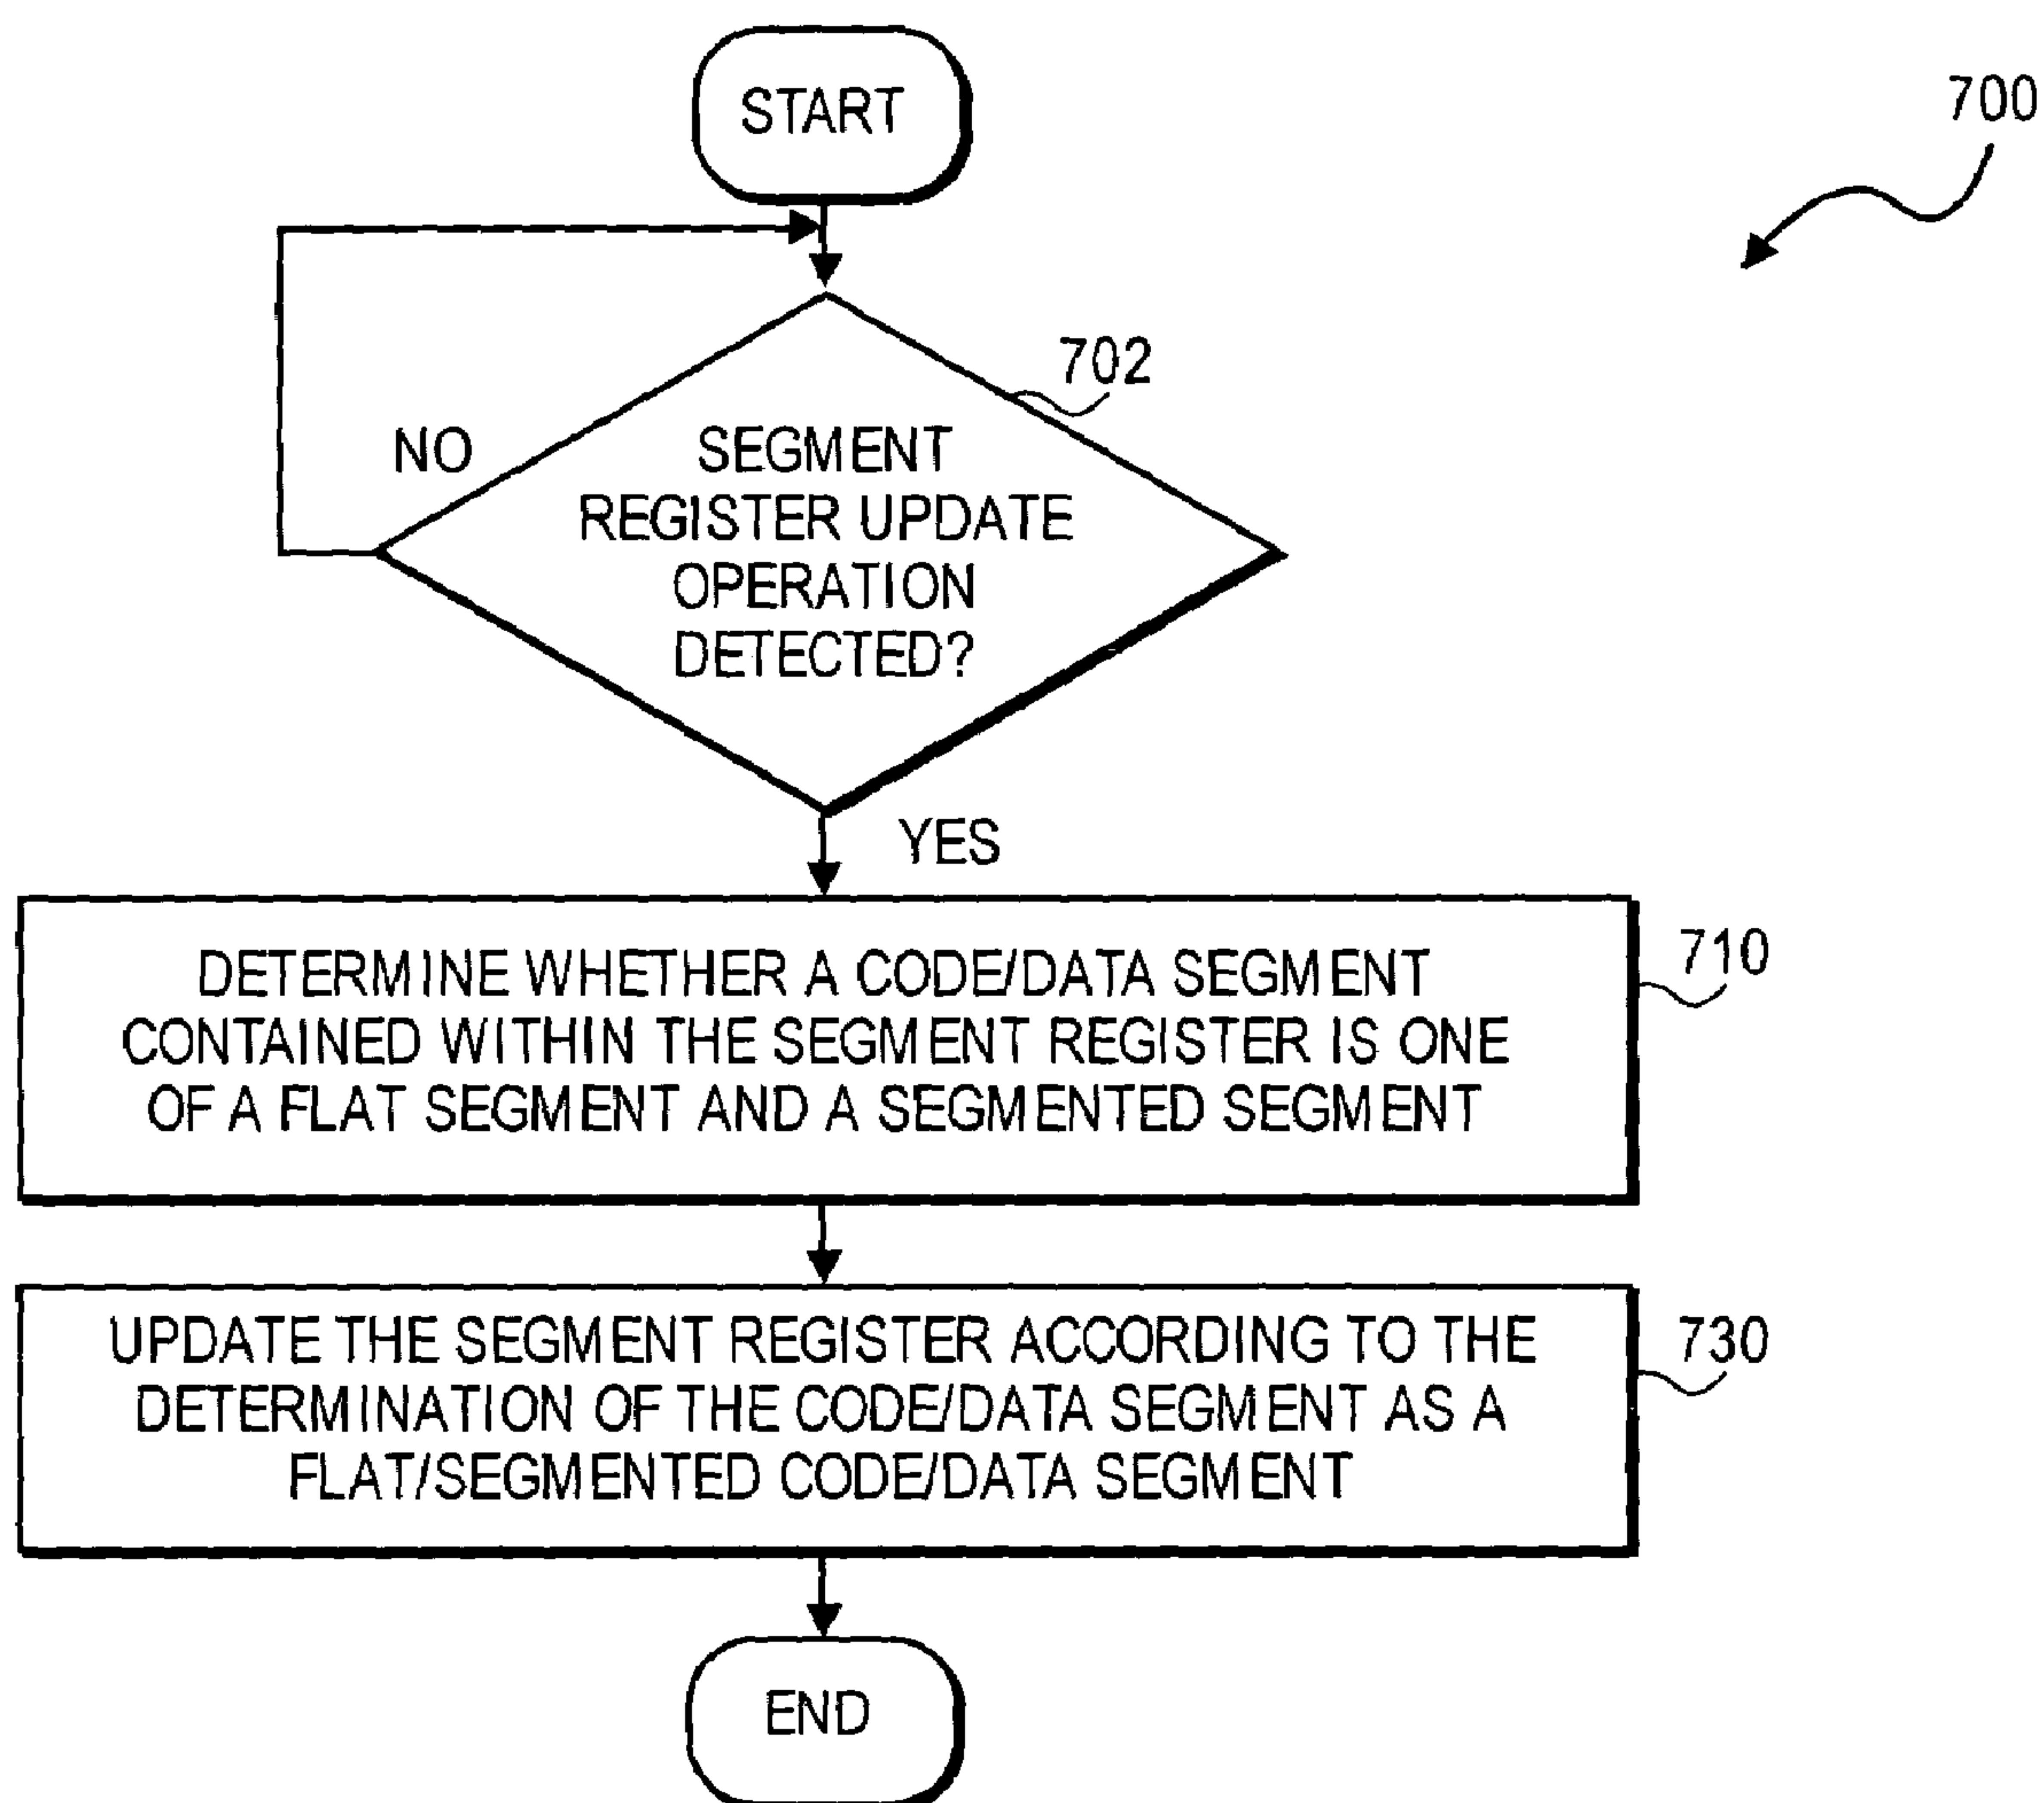 START
700
702
NO
SEGMENT
REGISTER UPDATE
OPERATION
DETECTED?
YES
710
DETERMINE WHETHER A CODE/DATA SEGMENT
CONTAINED WITHIN THE SEGMENT REGISTER IS ONE
OF A FLAT SEGMENT AND A SEGMENTED SEGMENT
730
UPDATE THE SEGMENT REGISTER ACCORDING TO THE
DETERMINATION OF THE CODE/DATA SEGMENT AS A
FLAT/SEGMENTED CODE/DATA SEGMENT
END